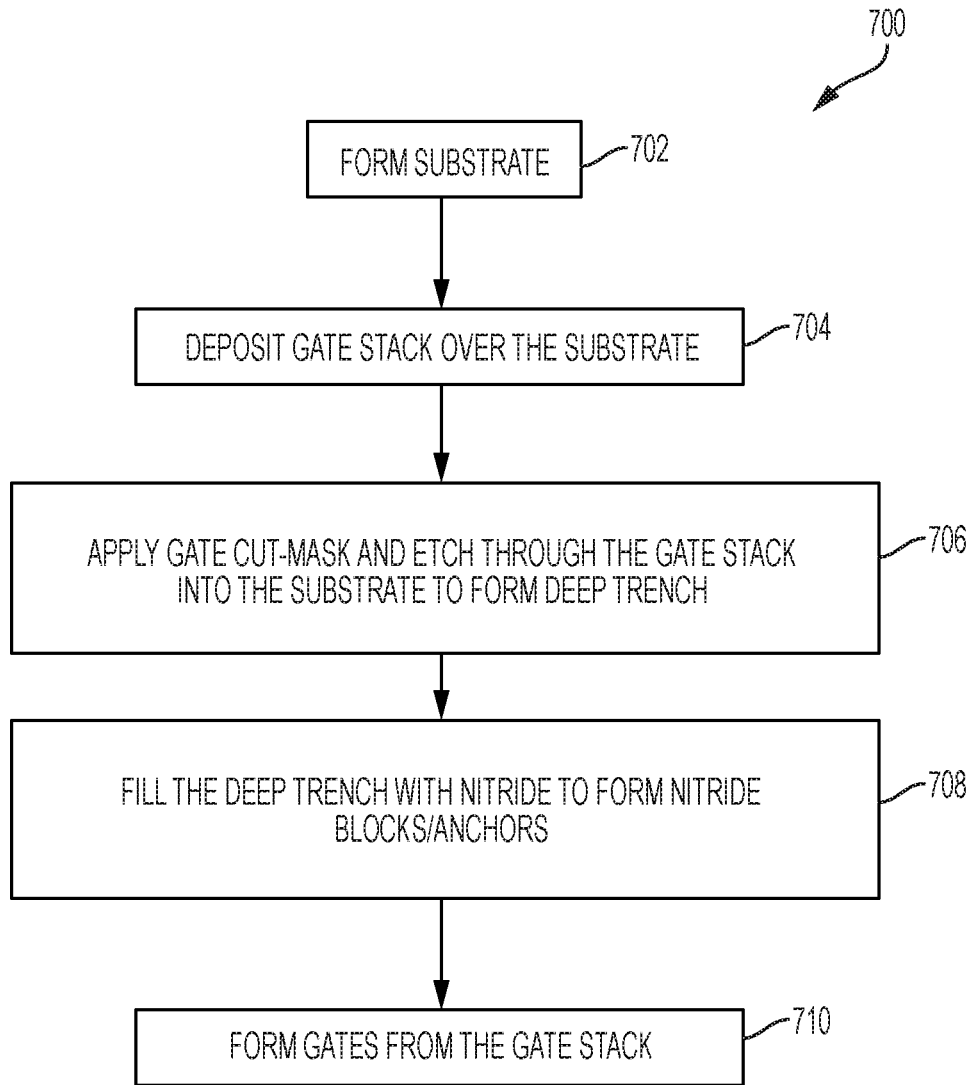 700
FORM SUBSTRATE
702
DEPOSIT GATE STACK OVER THE SUBSTRATE
704
APPLY GATE CUT-MASK AND ETCH THROUGH THE GATE STACK
INTO THE SUBSTRATE TO FORM DEEP TRENCH
706
FILL THE DEEP TRENCH WITH NITRIDE TO FORM NITRIDE
BLOCKS/ANCHORS
708
FORM GATES FROM THE GATE STACK
710